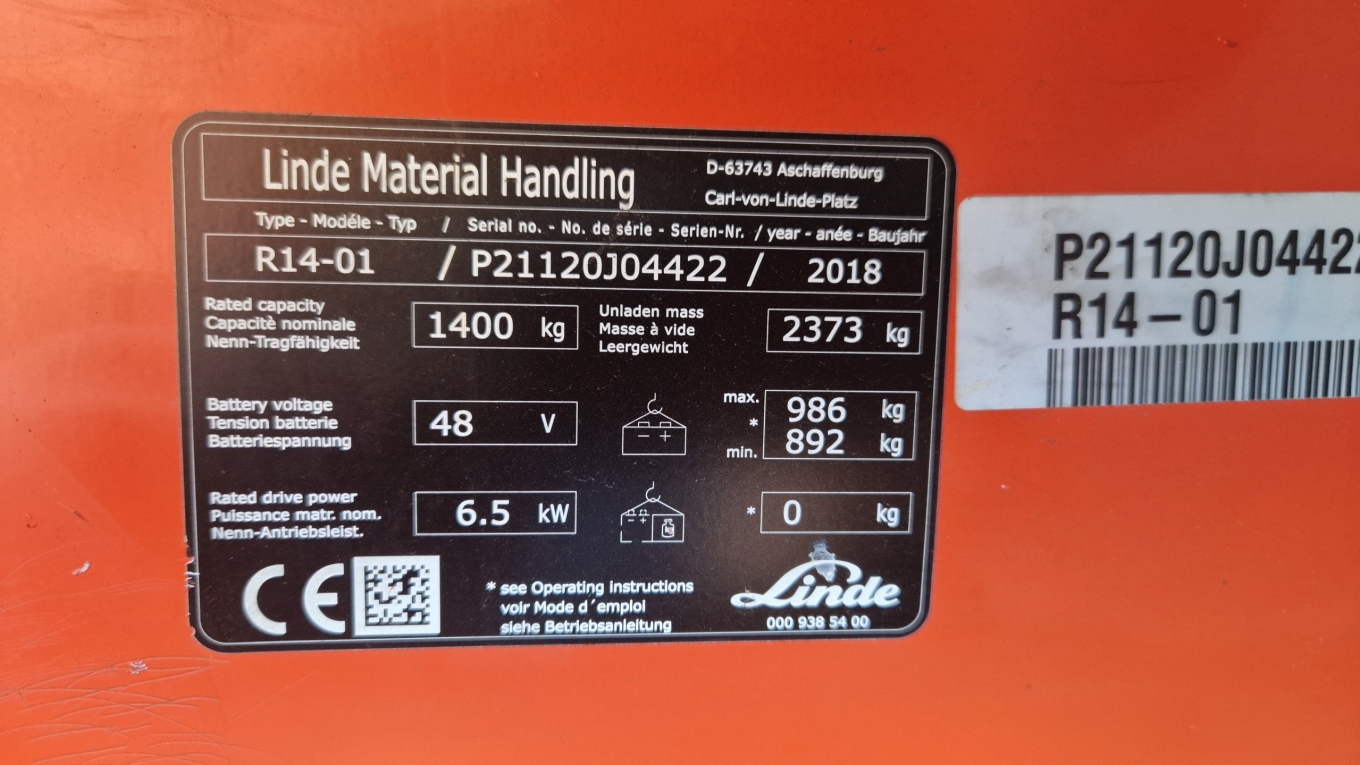 Linde Material Handling
D-63743 Aschaffenburg
Carl-von-Linde-Platz
Type - Modéle - Typ / Serial no. - No. de série - Serien-Nr. / year - anée - Baujahr
R14-01 / P21120J04422 / 2018
Rated capacity
Capacitè nominale
Nenn-Tragfähigkeit
1400 kg
Unladen mass
Masse à vide
Leergewicht
2373 kg
Battery voltage
Tension batterie
Batteriespannung
48 V
- +
max. 986 kg
*
min. 892 kg
Rated drive power
Puissance matr. nom.
Nenn-Antriebsleist.
6.5 kW
- + kg
* 0 kg
CE
* see Operating instructions
voir Mode d´emploi
siehe Betriebsanleitung
Linde
000 938 54 00
P21120J04422
R14-01